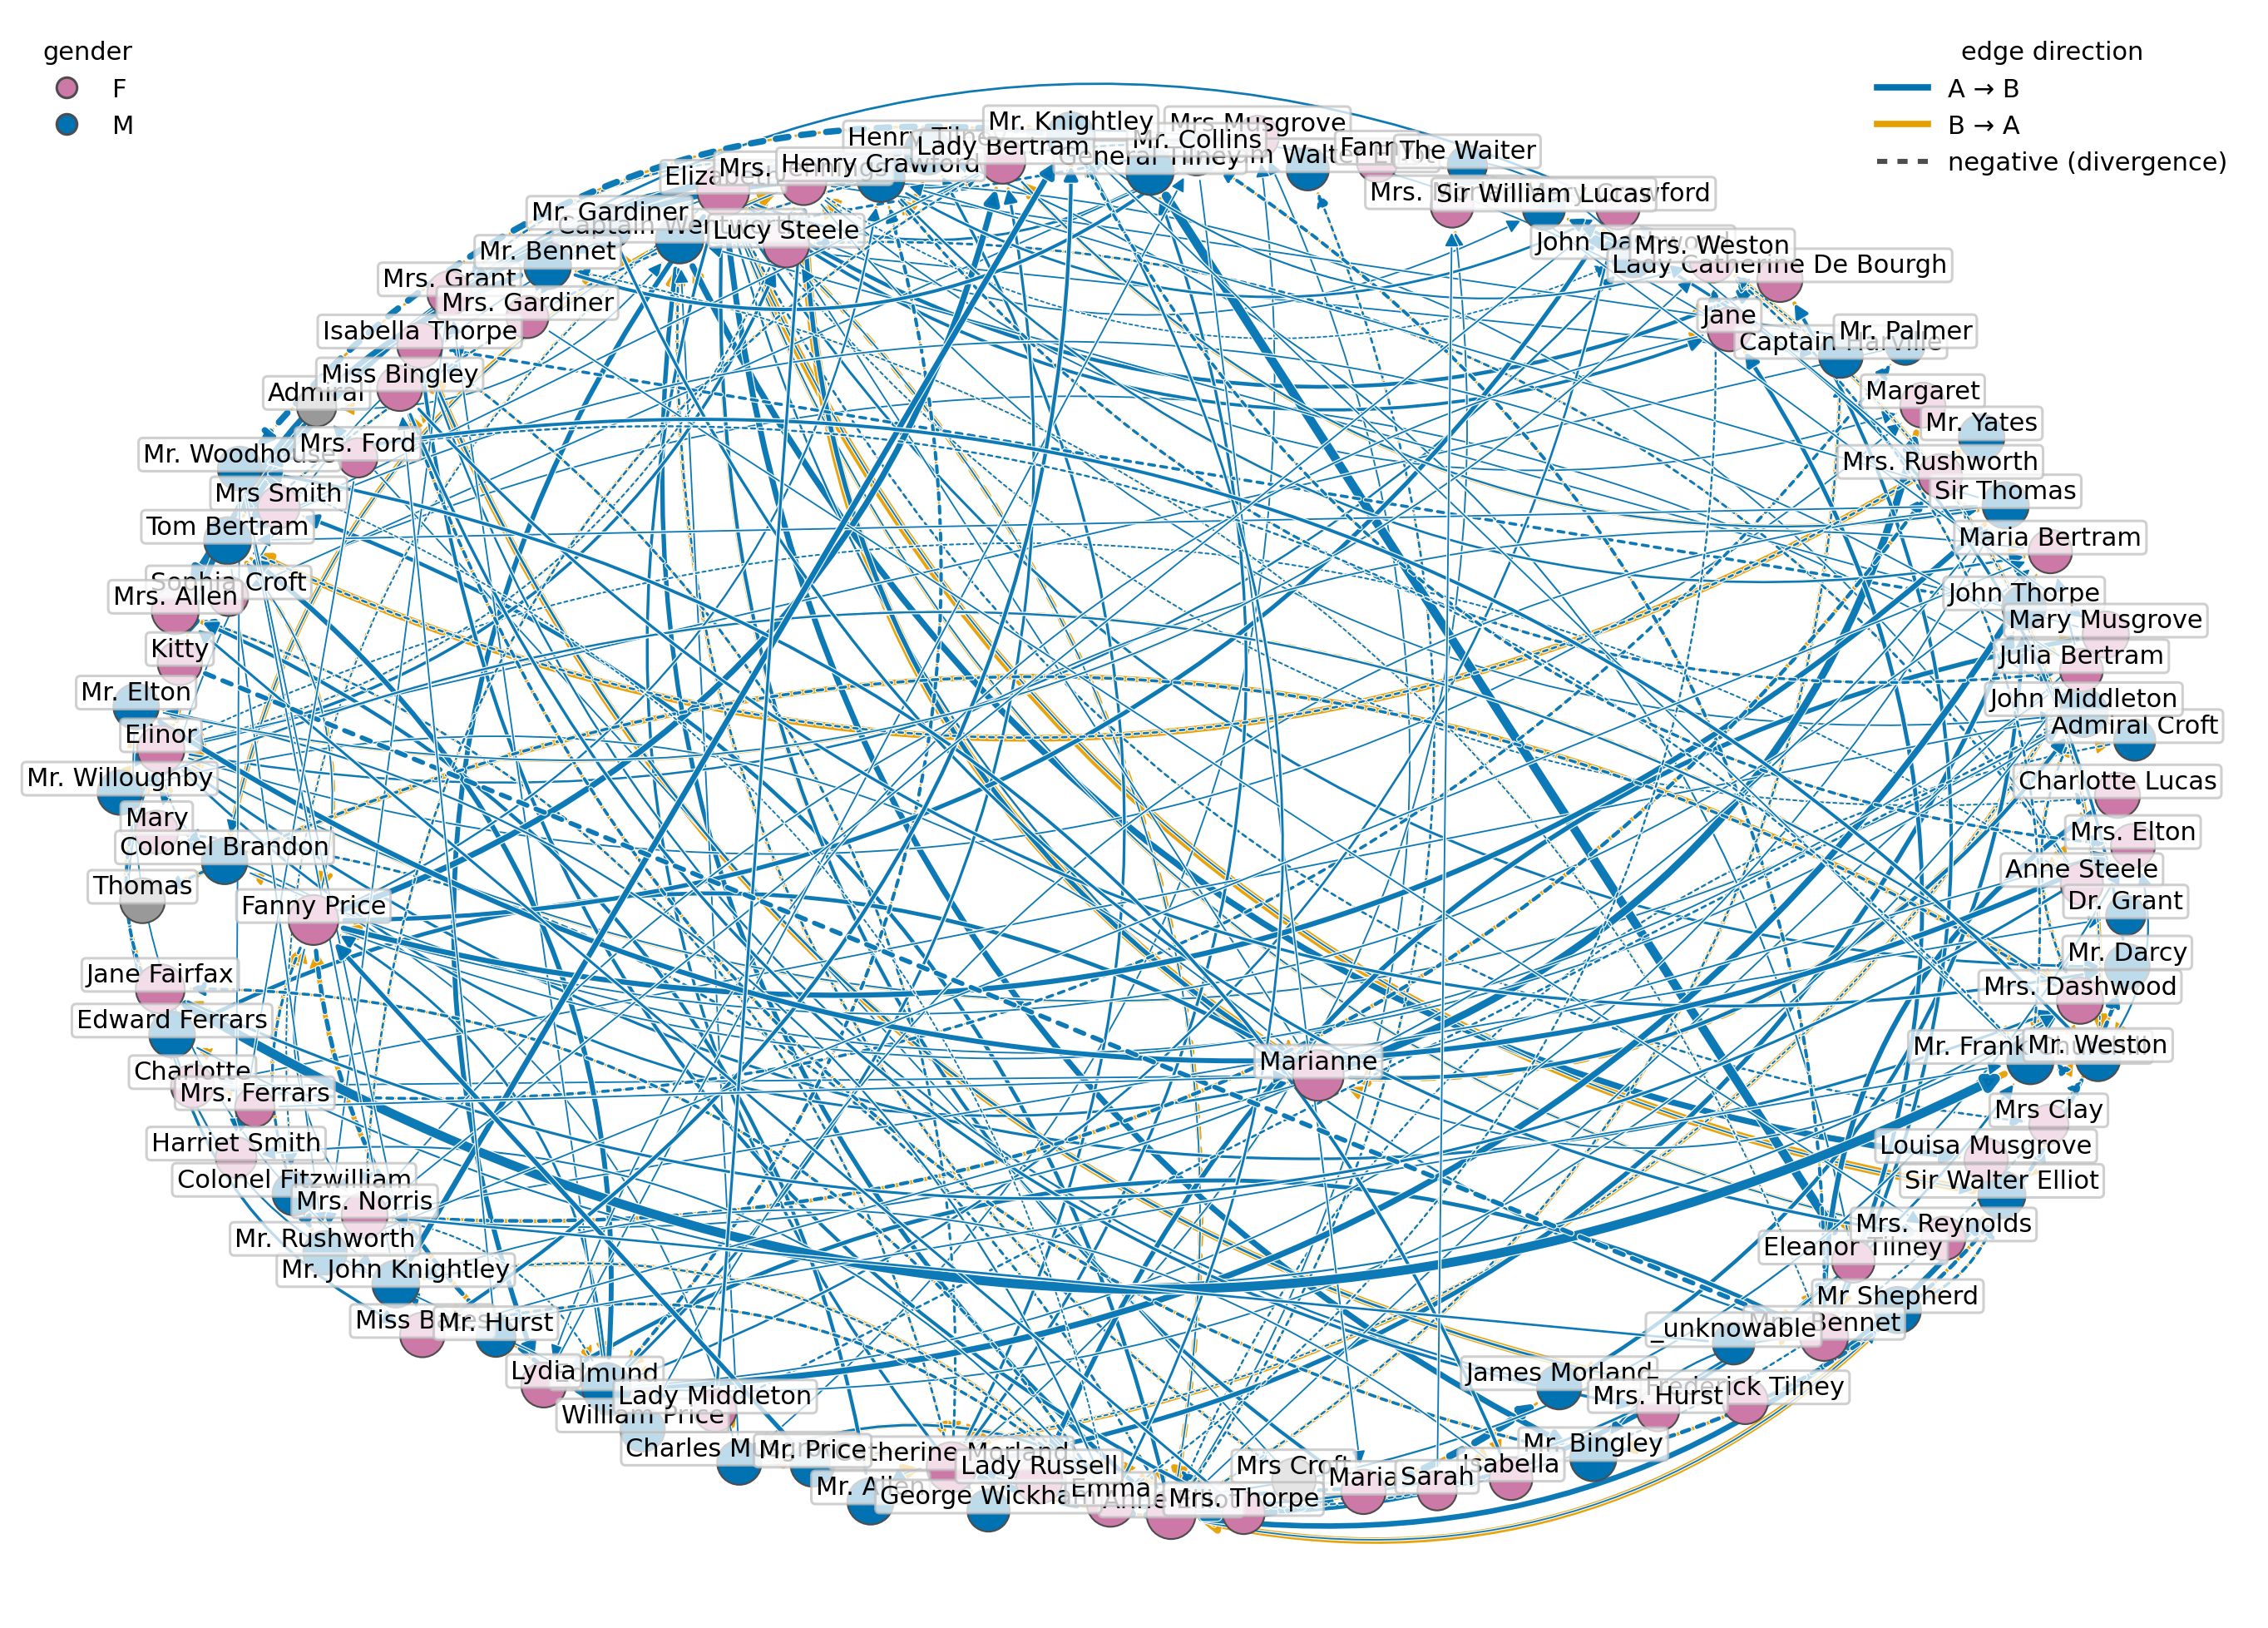 gender
F
M
edge direction
A → B
B → A
negative (divergence)
Mr. Knightley
Mrs Musgrove
Henry Tilney
Lady Bertram
Mr. Collins
General Tilney
The Waiter
Elizabeth
Henry Crawford
Sir William Lucas
Mr. Gardiner
Captain Wentworth
Lucy Steele
Mr. Bennet
John Dashwood
Mrs. Weston
Lady Catherine De Bourgh
Mrs. Grant
Mrs. Gardiner
Isabella Thorpe
Jane
Captain Harville
Mr. Palmer
Miss Bingley
Admiral
Margaret
Mr. Yates
Mr. Woodhouse
Mrs. Ford
Mrs. Rushworth
Sir Thomas
Mrs Smith
Tom Bertram
Maria Bertram
Sophia Croft
Mrs. Allen
John Thorpe
Mary Musgrove
Kitty
Julia Bertram
Mr. Elton
John Middleton
Admiral Croft
Elinor
Mr. Willoughby
Charlotte Lucas
Mary
Mrs. Elton
Colonel Brandon
Anne Steele
Thomas
Dr. Grant
Fanny Price
Mr. Darcy
Jane Fairfax
Mrs. Dashwood
Edward Ferrars
Mr. Weston
Marianne
Charlotte
Mrs. Ferrars
Mrs Clay
Harriet Smith
Louisa Musgrove
Colonel Fitzwilliam
Sir Walter Elliot
Mrs. Norris
Mrs. Reynolds
Mr. Rushworth
Eleanor Tilney
Mr. John Knightley
Mr Shepherd
Miss Bates
Mr. Hurst
_unknowable
Mrs. Bennet
Lydia
Edmund
James Morland
Frederick Tilney
Lady Middleton
Mrs. Hurst
William Price
Mr. Bingley
Mr. Price
Catherine Morland
Lady Russell
Mrs Croft
Maria
Sarah
Isabella
Mr. Allen
George Wickham
Emma
Anne Elliot
Mrs. Thorpe